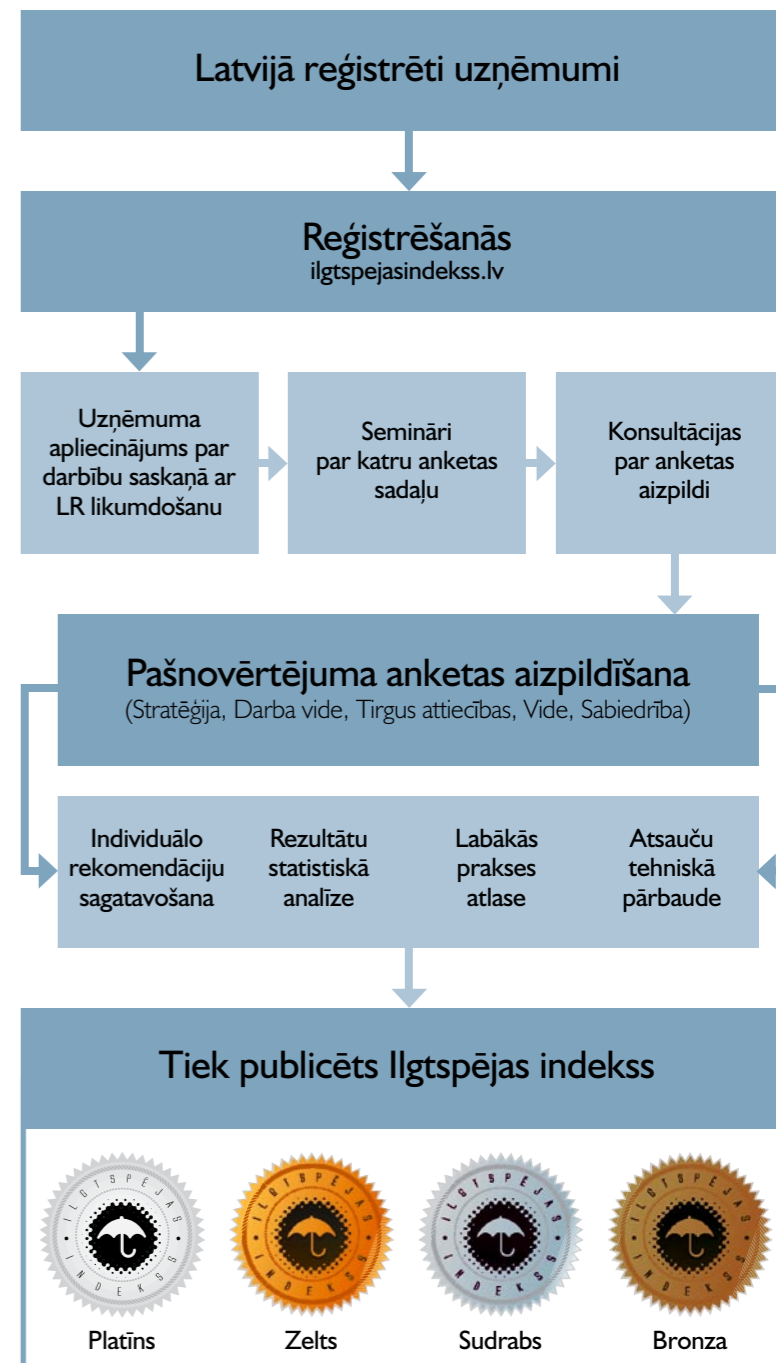 Latvijā reģistrēti uzņēmumi
Reģistrēšanās
ilgtspejasindekss.lv
Uzņēmuma
apliecinājums par
darbību saskaņā ar
LR likumdošanu
Semināri
par katru anketas
sadaļu
Konsultācijas
par anketas
aizpildi
Pašnovērtējuma anketas aizpildīšana
(Stratēģija, Darba vide, Tirgus attiecības, Vide, Sabiedrība)
Individuālo
rekomendāciju
sagatavošana
Rezultātu
statistiskā
analīze
Labākās
prakses
atlase
Atsauču
tehniskā
pārbaude
Tiek publicēts Ilgtspējas indekss
ILGTSPĒJAS
INDEKSS
ILGTSPĒJAS
INDEKSS
ILGTSPĒJAS
INDEKSS
ILGTSPĒJAS
INDEKSS
Platīns
Zelts
Sudrabs
Bronza